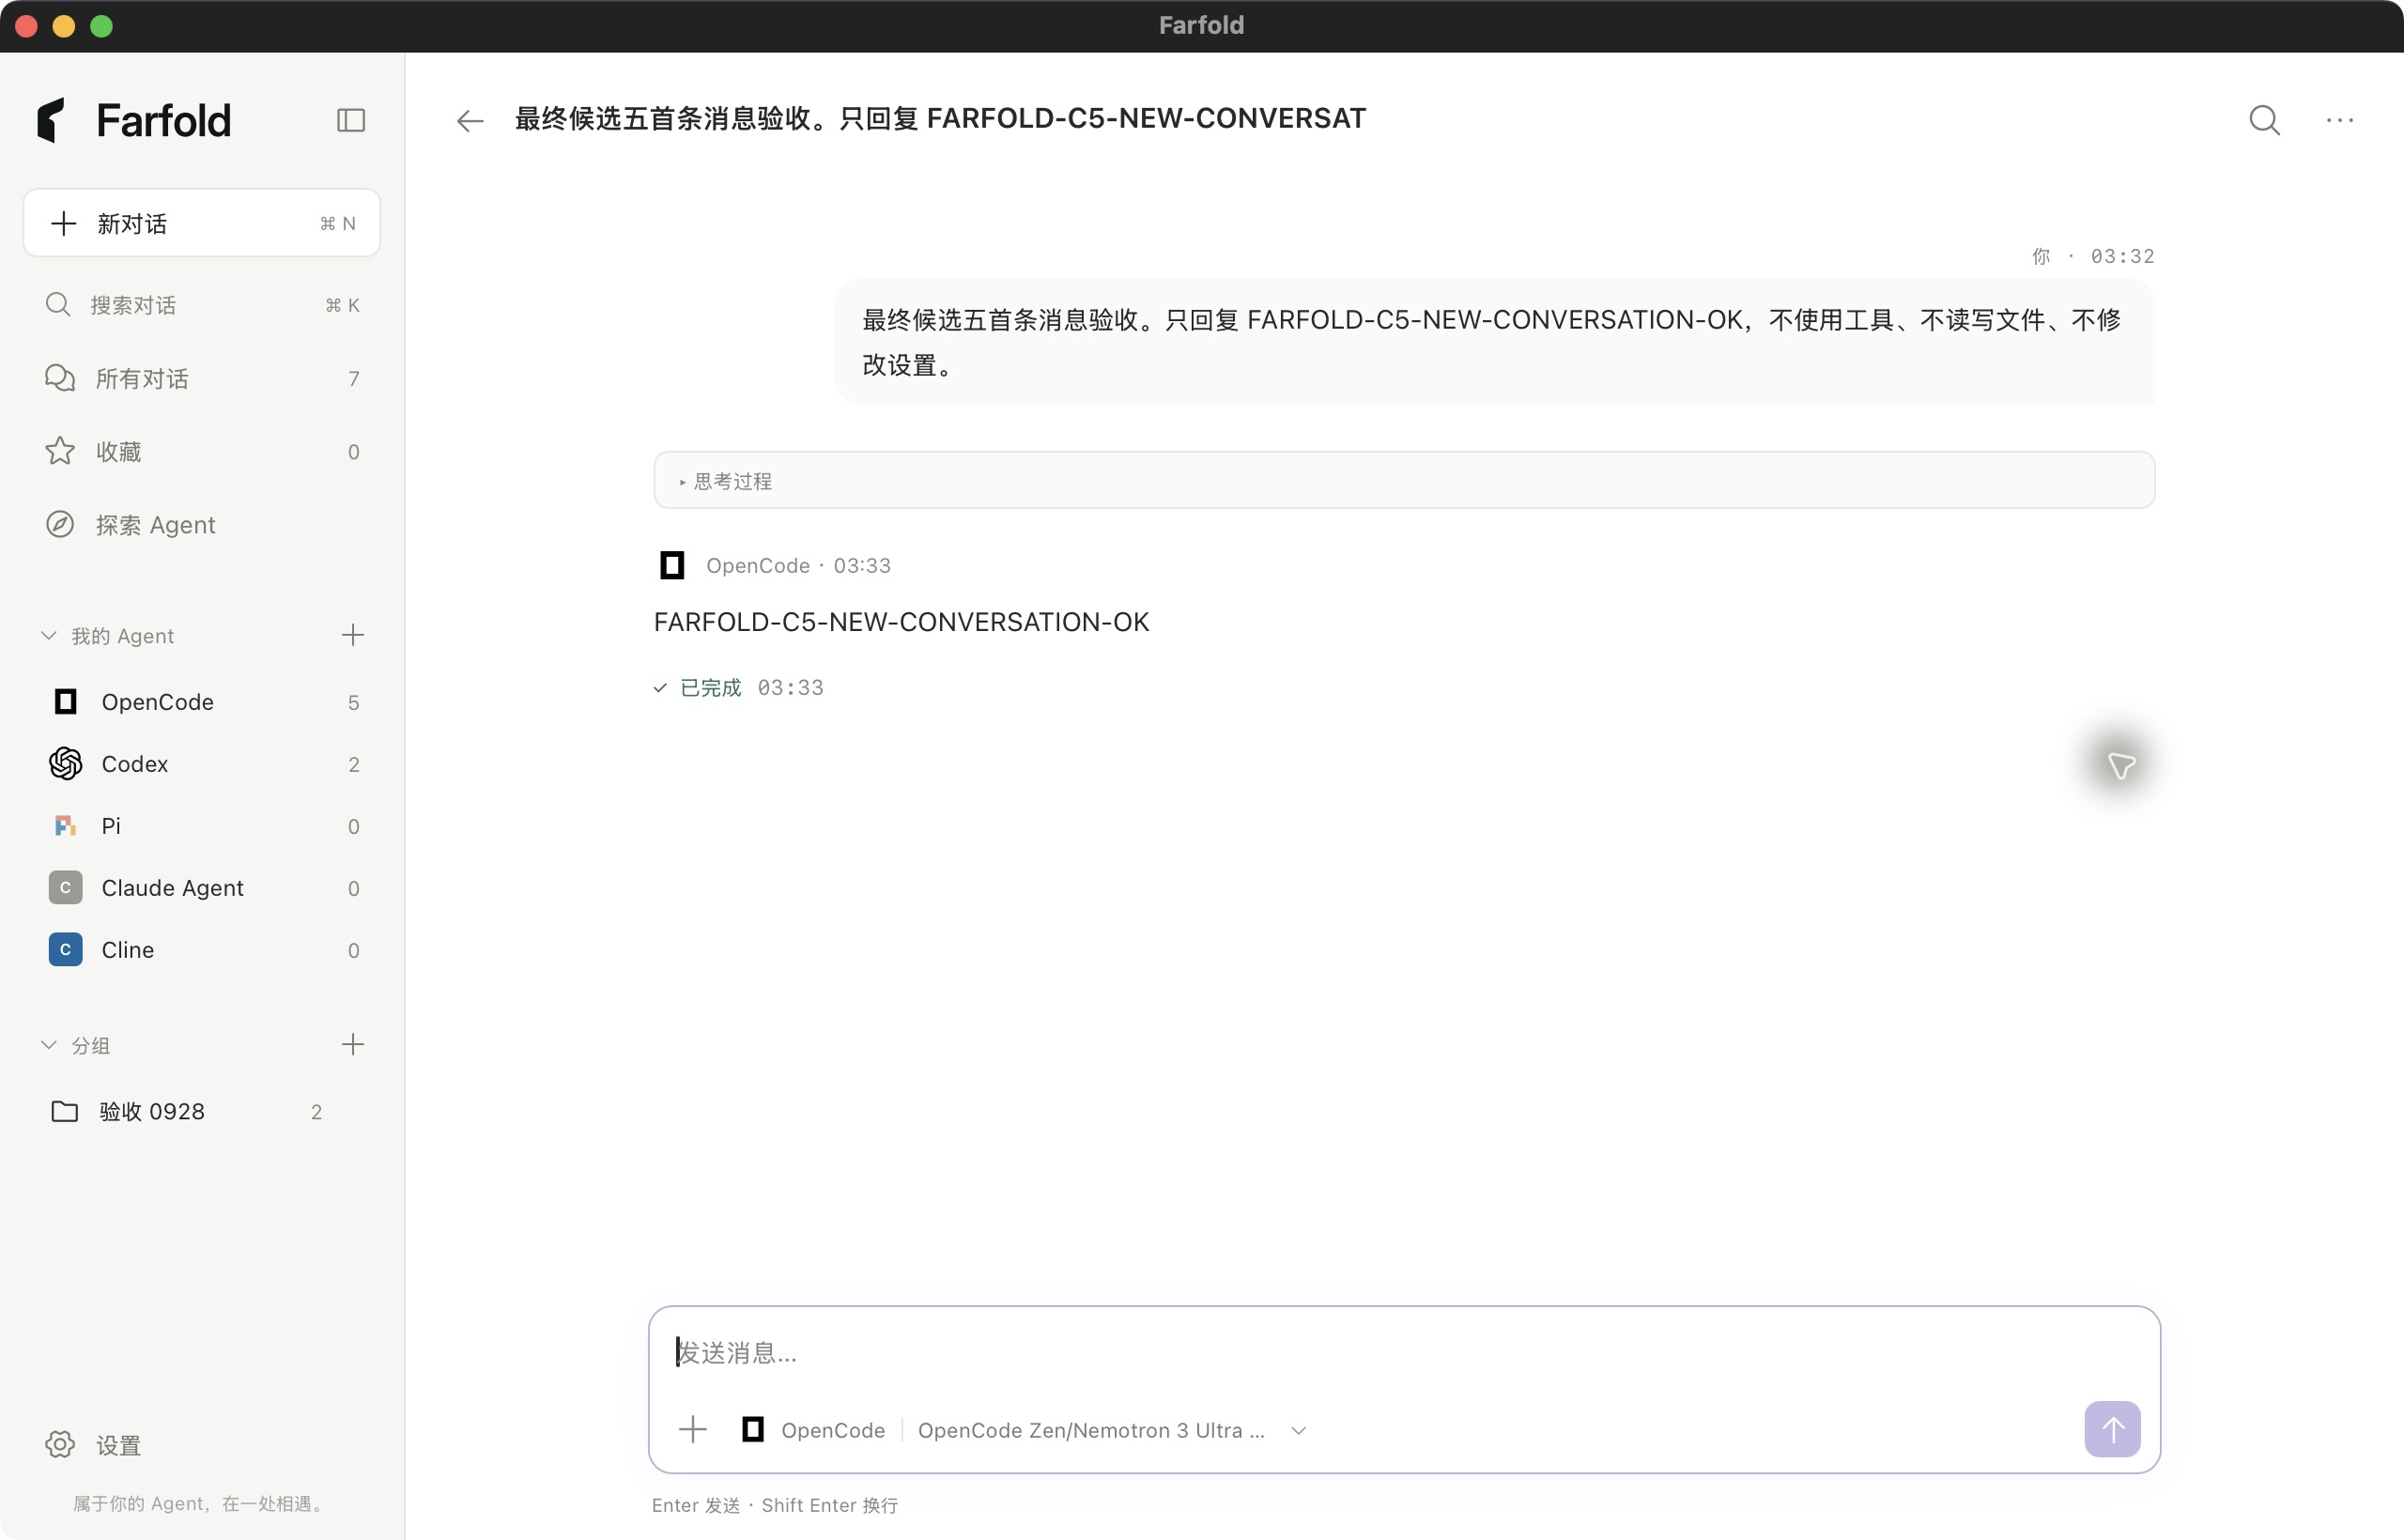 Farfold
Farfold
新对话 ⌘ N
搜索对话 ⌘ K
所有对话 7
收藏 0
探索 Agent
我的 Agent
OpenCode 5
Codex 2
Pi 0
C Claude Agent 0
C Cline 0
分组
验收 0928 2
设置
属于你的 Agent，在一处相遇。
最终候选五首条消息验收。只回复 FARFOLD-C5-NEW-CONVERSAT
你 · 03:32
最终候选五首条消息验收。只回复 FARFOLD-C5-NEW-CONVERSATION-OK，不使用工具、不读写文件、不修
改设置。
思考过程
OpenCode · 03:33
FARFOLD-C5-NEW-CONVERSATION-OK
已完成 03:33
发送消息...
OpenCode OpenCode Zen/Nemotron 3 Ultra ...
Enter 发送 · Shift Enter 换行